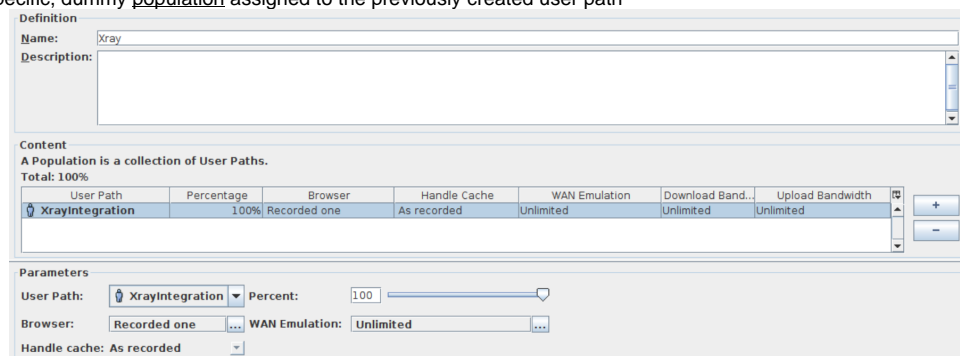 ecific, dummy population assigned to the previously created user path
Definition
Name: Xray
Description:
Content
A Population is a collection of User Paths.
Total: 100%
User Path Percentage Browser Handle Cache WAN Emulation Download Band... Upload Bandwidth
XrayIntegration 100% Recorded one As recorded Unlimited Unlimited Unlimited
+
-
Parameters
User Path: XrayIntegration Percent: 100
Browser: Recorded one ... WAN Emulation: Unlimited ...
Handle cache: As recorded